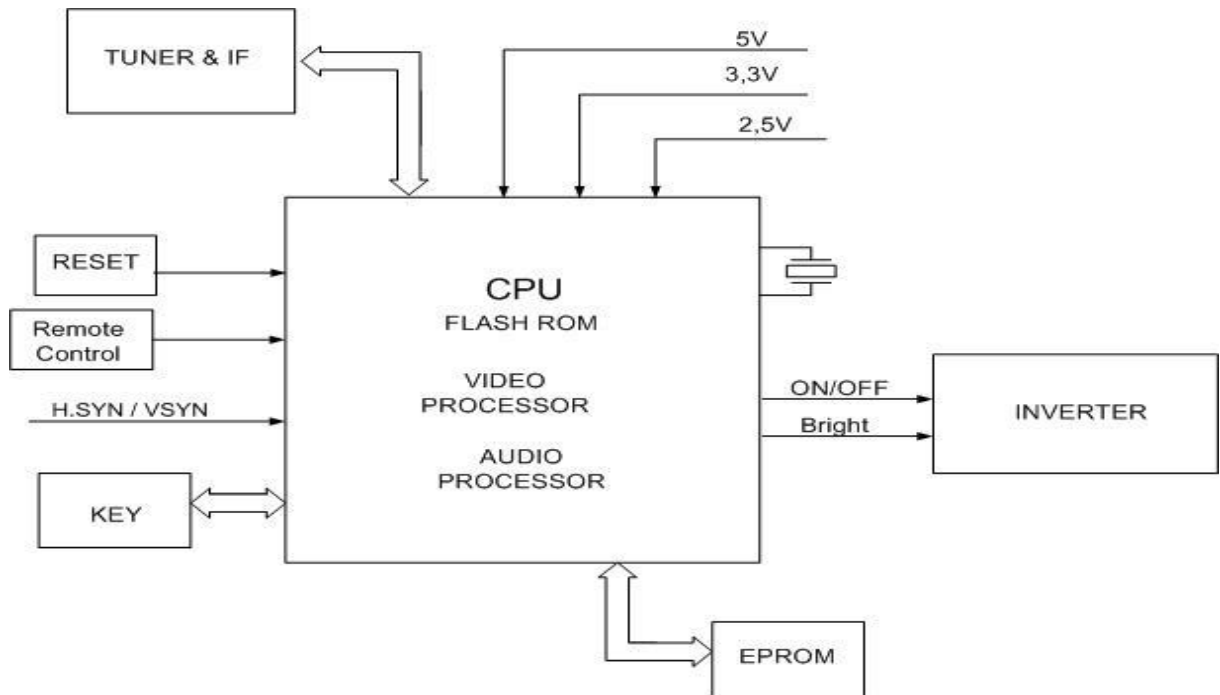 TUNER & IF
5V
3,3V
2,5V
RESET
Remote
Control
H.SYN / VSYN
KEY
CPU
FLASH ROM
VIDEO
PROCESSOR
AUDIO
PROCESSOR
ON/OFF
Bright
INVERTER
EPROM